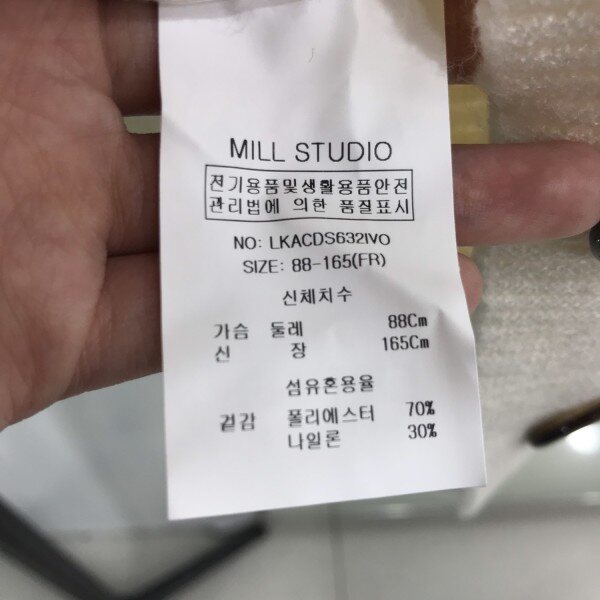 MILL STUDIO
전기용품및생활용품안전
관리법에 의한 품질표시
NO: LKACDS632IVO
SIZE: 88-165(FR)
신체치수
가슴 둘레 88Cm
신 장 165Cm
섬유혼용율
겉감 폴리에스터 70%
나일론 30%